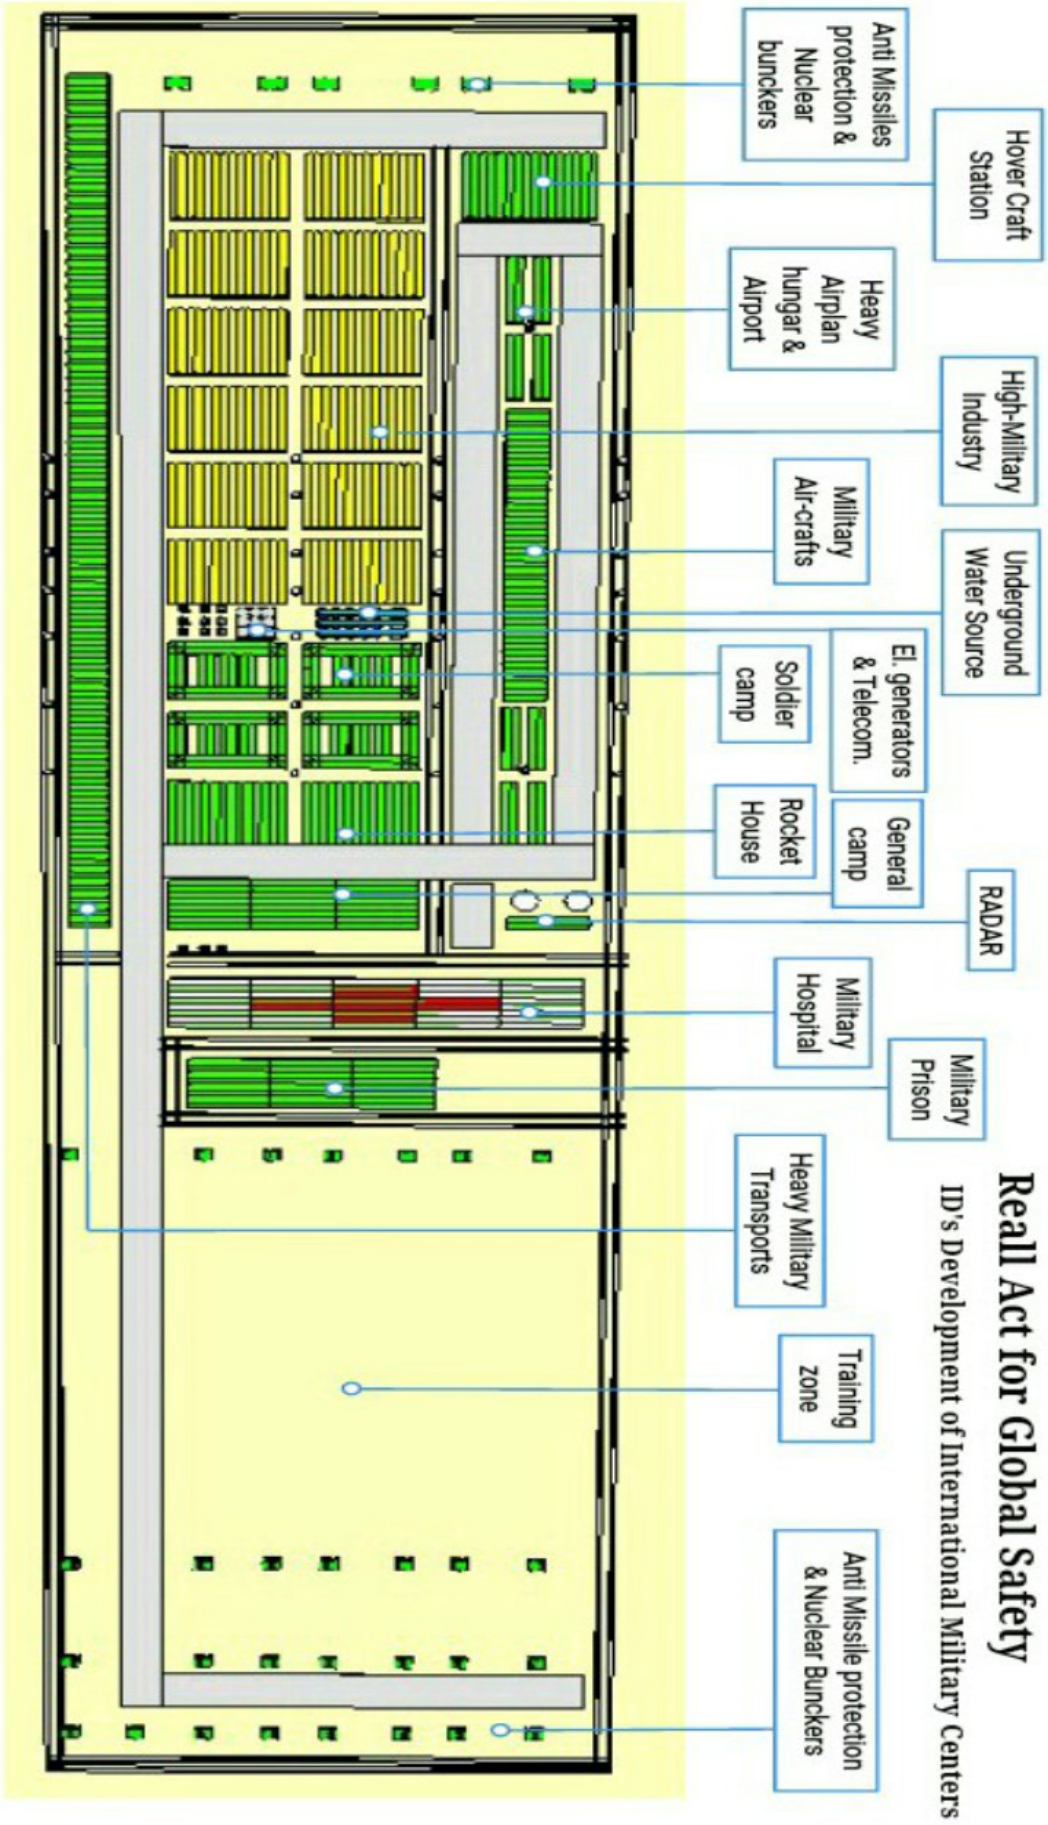 Reall Act for Global Safety
ID's Development of International Military Centers
Anti Missiles
protection &
Nuclear
bunckers
Hover Craft
Station
Heavy
Airplan
hungar &
Airport
High-Military
Industry
Military
Air-crafts
Underground
Water Source
El. generators
& Telecom.
Soldier
camp
Rocket
House
General
camp
RADAR
Military
Hospital
Military
Prison
Heavy Military
Transports
Training
zone
Anti Missile protection
& Nuclear Bunckers